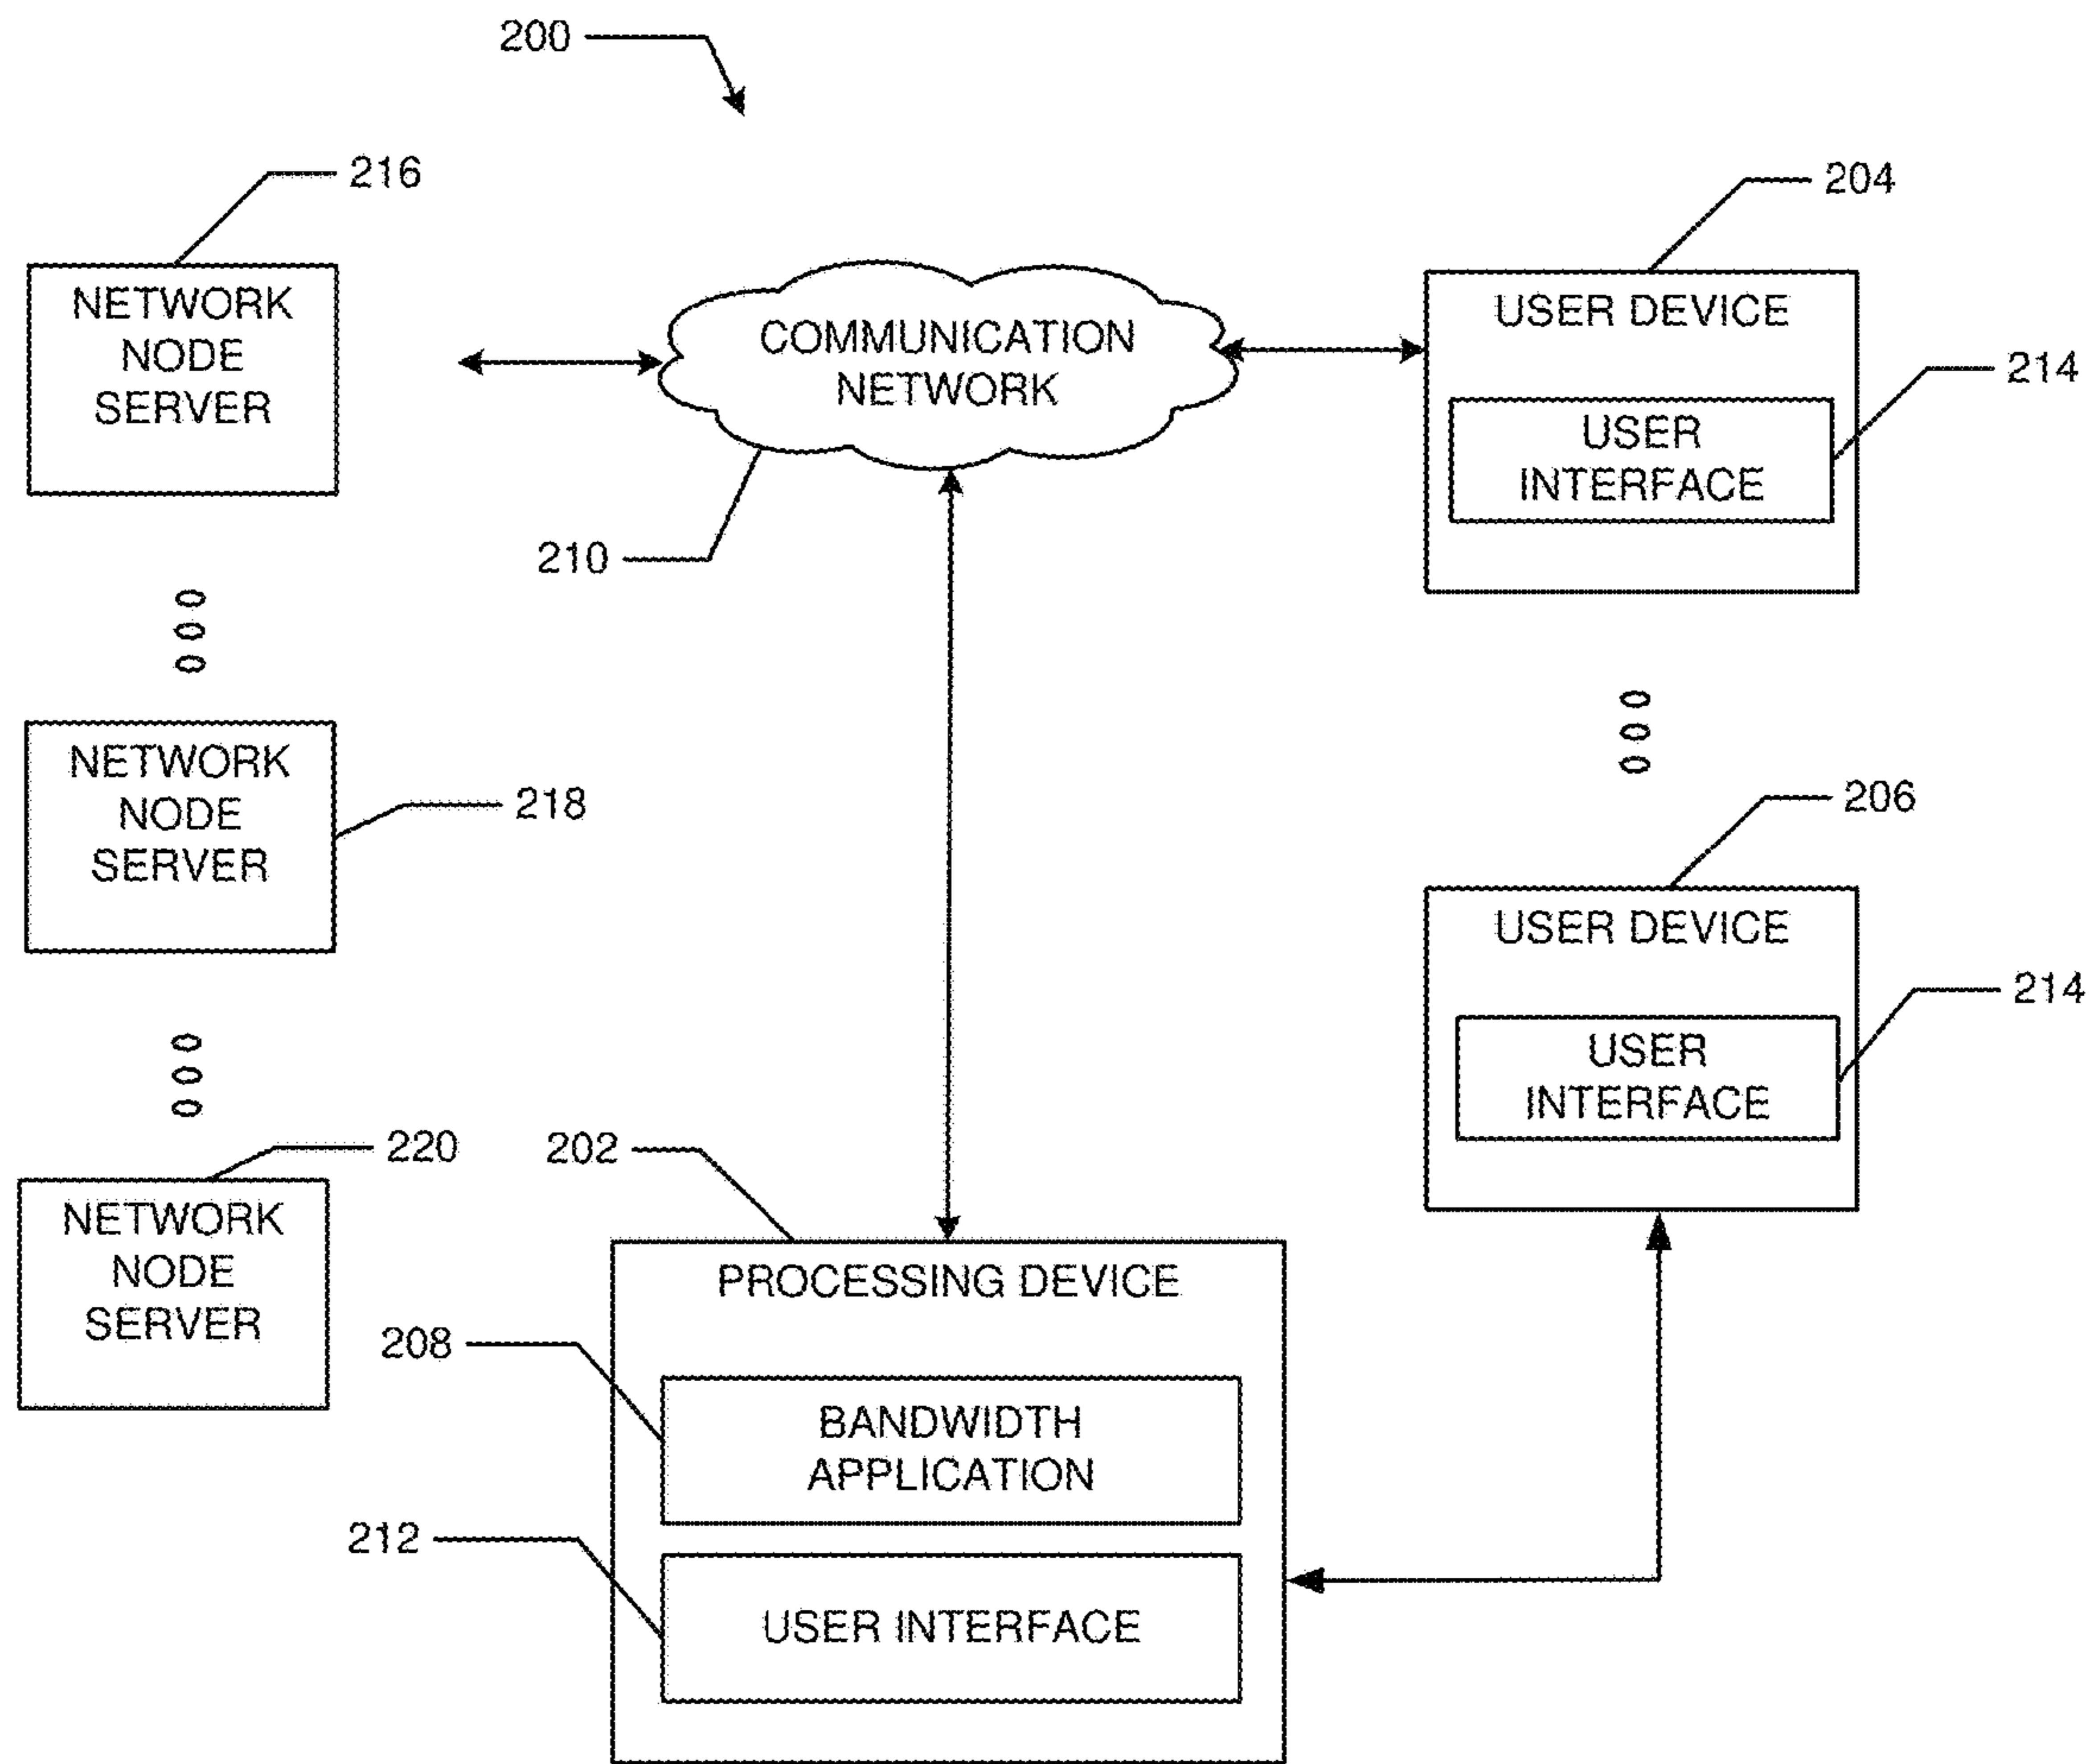 200
216
204
NETWORK
NODE
SERVER
COMMUNICATION
NETWORK
USER DEVICE
214
USER
INTERFACE
210
NETWORK
NODE
SERVER
218
206
USER DEVICE
214
USER
INTERFACE
220
202
NETWORK
NODE
SERVER
PROCESSING DEVICE
208
BANDWIDTH
APPLICATION
212
USER INTERFACE